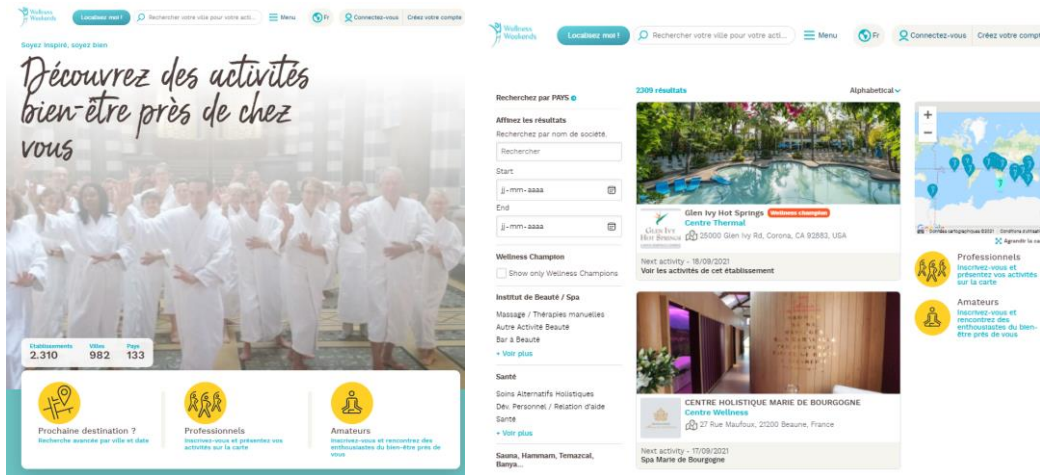 Wellness
Weekends
Localisez moi !
Rechercher votre ville pour votre acti...
Menu
Fr
Connectez-vous
Créez votre compte
Soyez inspiré, soyez bien
Découvrez des activités
bien-être près de chez
vous
Etablissements
Villes
Pays
2.310
982
133
Prochaine destination ?
Recherche avancée par ville et date
Professionnels
Inscrivez-vous et présentez vos
activités sur la carte
Amateurs
Inscrivez-vous et rencontrez des
enthousiastes du bien-être près de
vous
Wellness
Weekends
Localisez moi !
Rechercher votre ville pour votre acti...
Menu
Fr
Connectez-vous
Créez votre compt
Recherchez par PAYS
Affinez les résultats
Recherchez par nom de société.
Rechercher
Start
jj-mm-aaaa
End
jj-mm-aaaa
Wellness Champion
Show only Wellness Champions
Institut de Beauté / Spa
Massage / Thérapies manuelles
Autre Activité Beauté
Bar à Beauté
+ Voir plus
Santé
Soins Alternatifs Holistiques
Dév. Personnel / Relation d'aide
Santé
+ Voir plus
Sauna, Hammam, Temazcal,
Banya...
2309 résultats
Alphabetical
GLEN IVY
HOT SPRINGS
Glen Ivy Hot Springs
Wellness champion
Centre Thermal
25000 Glen Ivy Rd, Corona, CA 92883, USA
Next activity - 18/09/2021
Voir les activités de cet établissement
CENTRE HOLISTIQUE MARIE DE BOURGOGNE
Centre Wellness
27 Rue Maufoux, 21200 Beaune, France
Next activity - 17/09/2021
Spa Marie de Bourgogne
+
−
Agrandir la ca
Professionnels
Inscrivez-vous et
présentez vos activités
sur la carte
Amateurs
Inscrivez-vous et
rencontrez des
enthousiastes du bien-
être près de vous